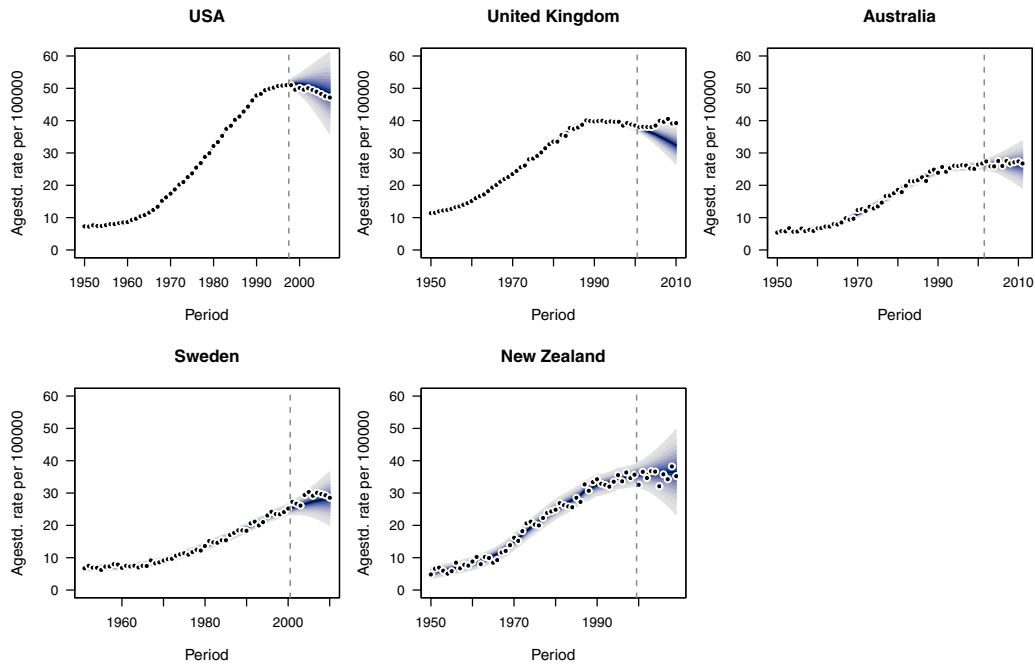 USA
Agestd. rate per 100000
60
50
40
30
20
10
0
1950 1960 1970 1980 1990 2000
Period
United Kingdom
Agestd. rate per 100000
60
50
40
30
20
10
0
1950 1970 1990 2010
Period
Australia
Agestd. rate per 100000
60
50
40
30
20
10
0
1950 1970 1990 2010
Period
Sweden
Agestd. rate per 100000
60
50
40
30
20
10
0
1960 1980 2000
Period
New Zealand
Agestd. rate per 100000
60
50
40
30
20
10
0
1950 1970 1990
Period